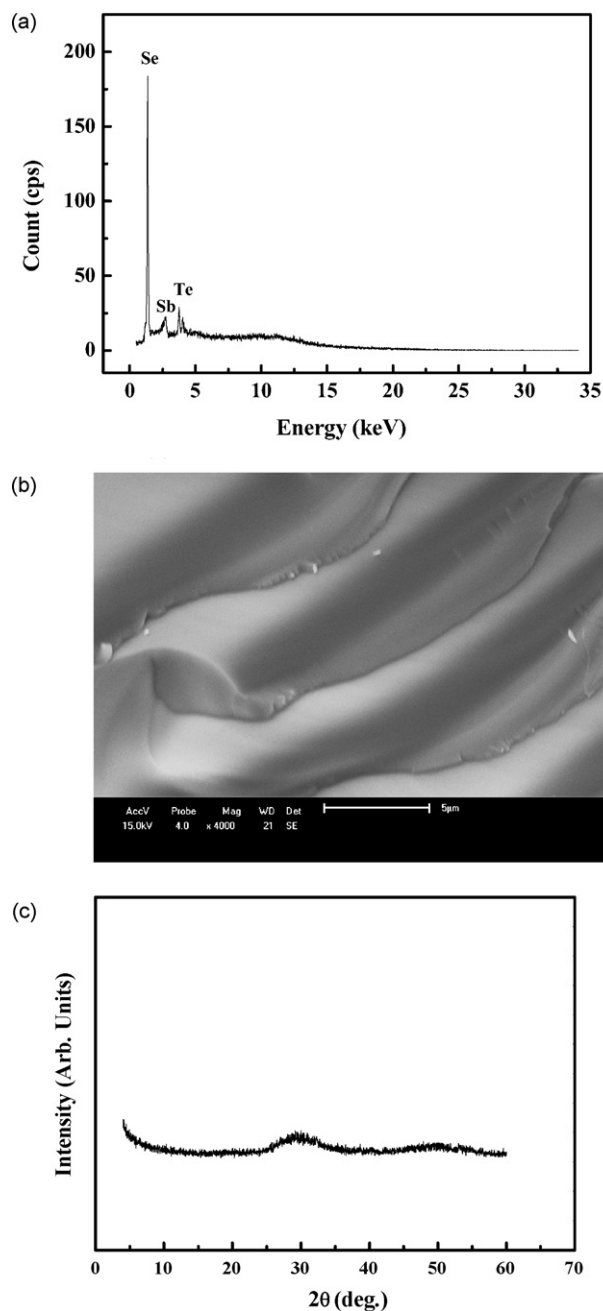 (a)
200
150
100
50
0
Count (cps)
Se
Sb
Te
0 5 10 15 20 25 30 35
Energy (keV)
(b)
AccV Probe Mag WD Det
15.0kV 4.0 x 4000 21 SE
5μm
(c)
Intensity (Arb. Units)
0 10 20 30 40 50 60 70
2θ (deg.)